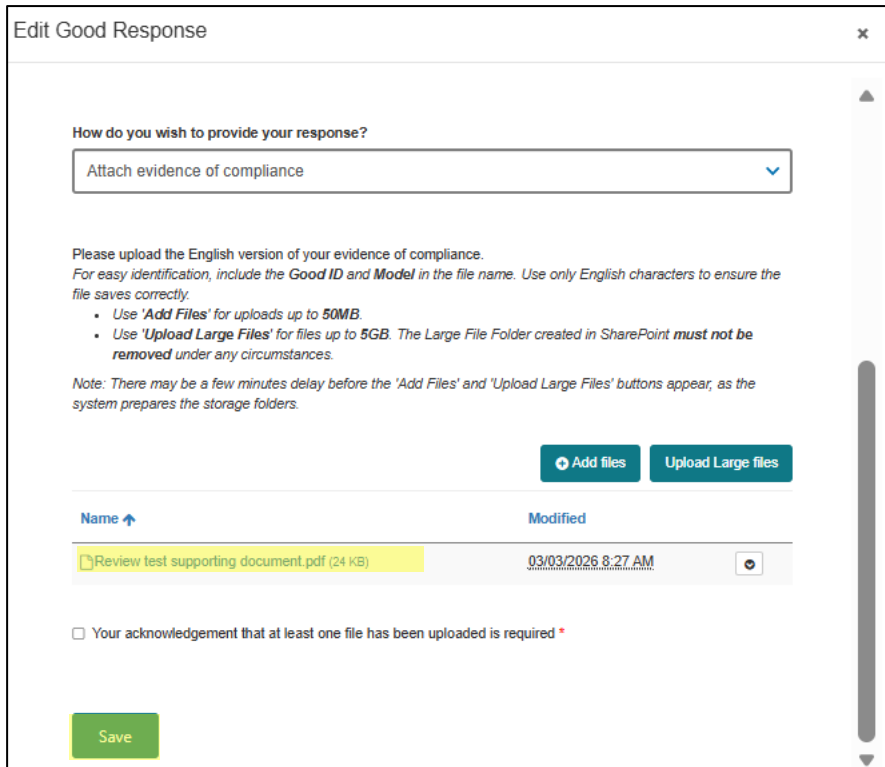 Edit Good Response
×
How do you wish to provide your response?
Attach evidence of compliance
Please upload the English version of your evidence of compliance.
For easy identification, include the Good ID and Model in the file name. Use only English characters to ensure the
file saves correctly.
• Use 'Add Files' for uploads up to 50MB.
• Use 'Upload Large Files' for files up to 5GB. The Large File Folder created in SharePoint must not be
removed under any circumstances.
Note: There may be a few minutes delay before the 'Add Files' and 'Upload Large Files' buttons appear, as the
system prepares the storage folders.
Add files Upload Large files
Name Modified
Review test supporting document.pdf (24 KB) 03/03/2026 8:27 AM
Your acknowledgement that at least one file has been uploaded is required *
Save